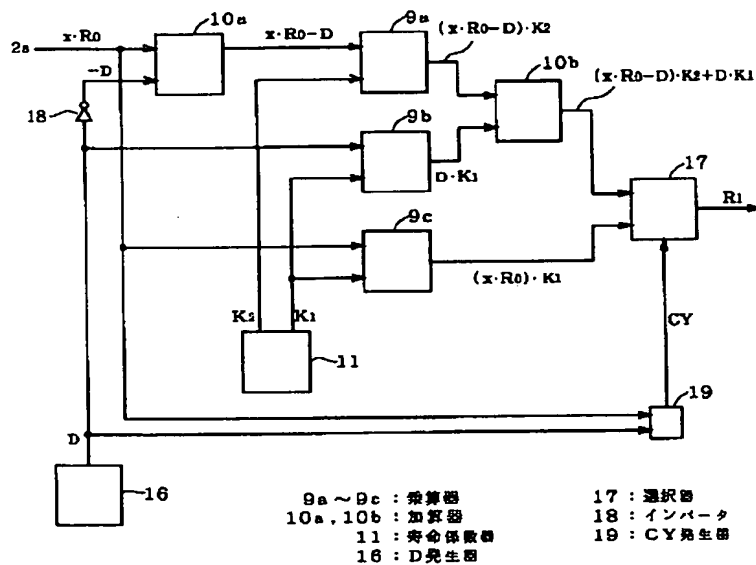 10a
9a
(x·R0−D)·K2
2a
x·R0
x·R0−D
10b
(x·R0−D)·K2+D·K1
−D
18
9b
17
D·K1
R1
9c
(x·R0)·K1
K2
K1
CY
11
19
D
16
9a～9c：乗算器
10a,10b：加算器
11：寿命係数器
16：D発生器
17：選択器
18：インバータ
19：CY発生器